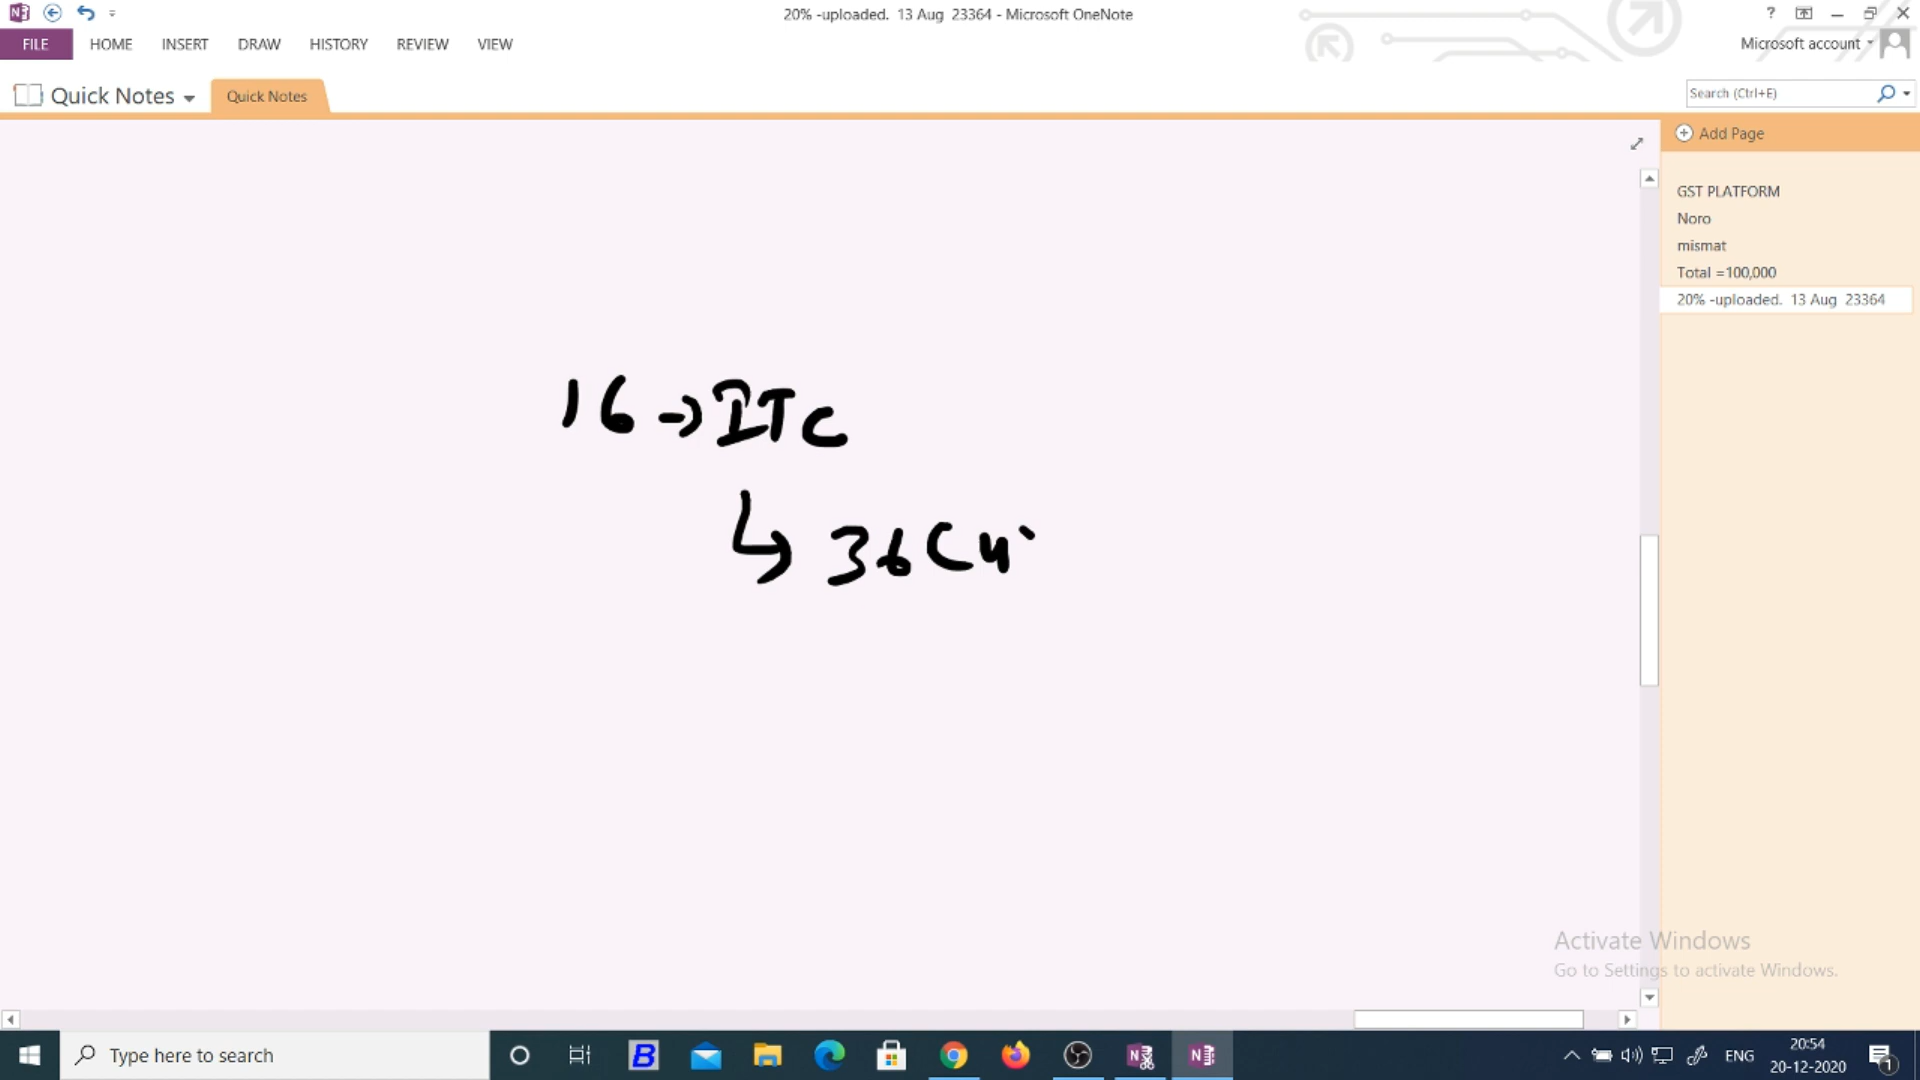 20% -uploaded.  13 Aug  23364 - Microsoft OneNote
?
FILE HOME INSERT DRAW HISTORY REVIEW VIEW
Microsoft account
Quick Notes
Quick Notes
Search (Ctrl+E)
Add Page
GST PLATFORM
Noro
mismat
Total =100,000
20% -uploaded.  13 Aug  23364
16 → ITC
↳ 36(4)
Activate Windows
Go to Settings to activate Windows.
Type here to search
B
ENG
20:54
20-12-2020
1